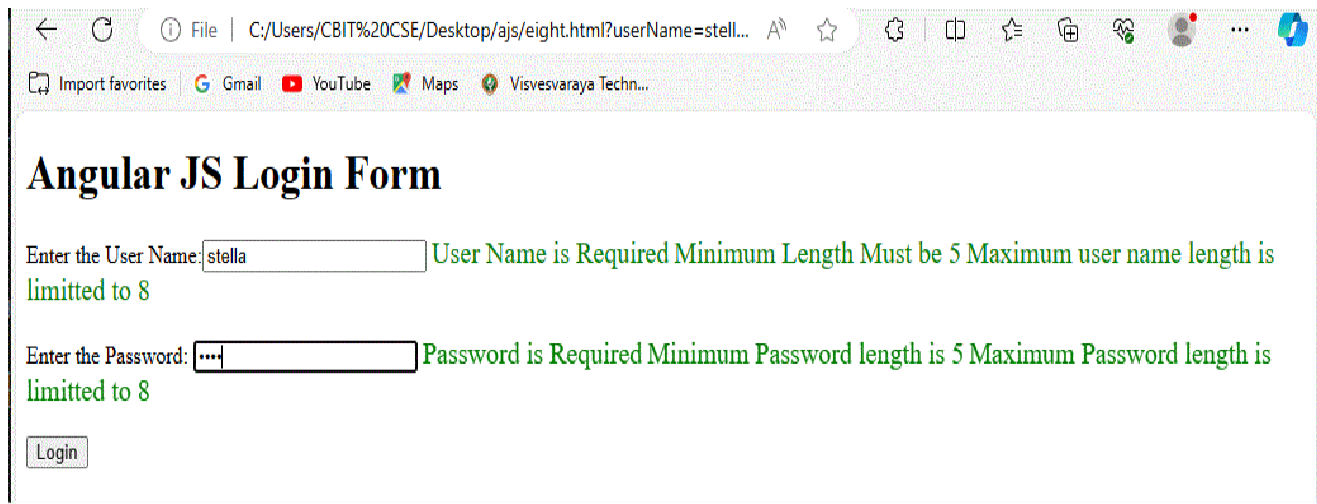 File | C:/Users/CBIT%20CSE/Desktop/ajs/eight.html?userName=stell...
Import favorites Gmail YouTube Maps Visvesvaraya Techn...
Angular JS Login Form
Enter the User Name: stella User Name is Required Minimum Length Must be 5 Maximum user name length is
limitted to 8
Enter the Password: •••• Password is Required Minimum Password length is 5 Maximum Password length is
limitted to 8
Login